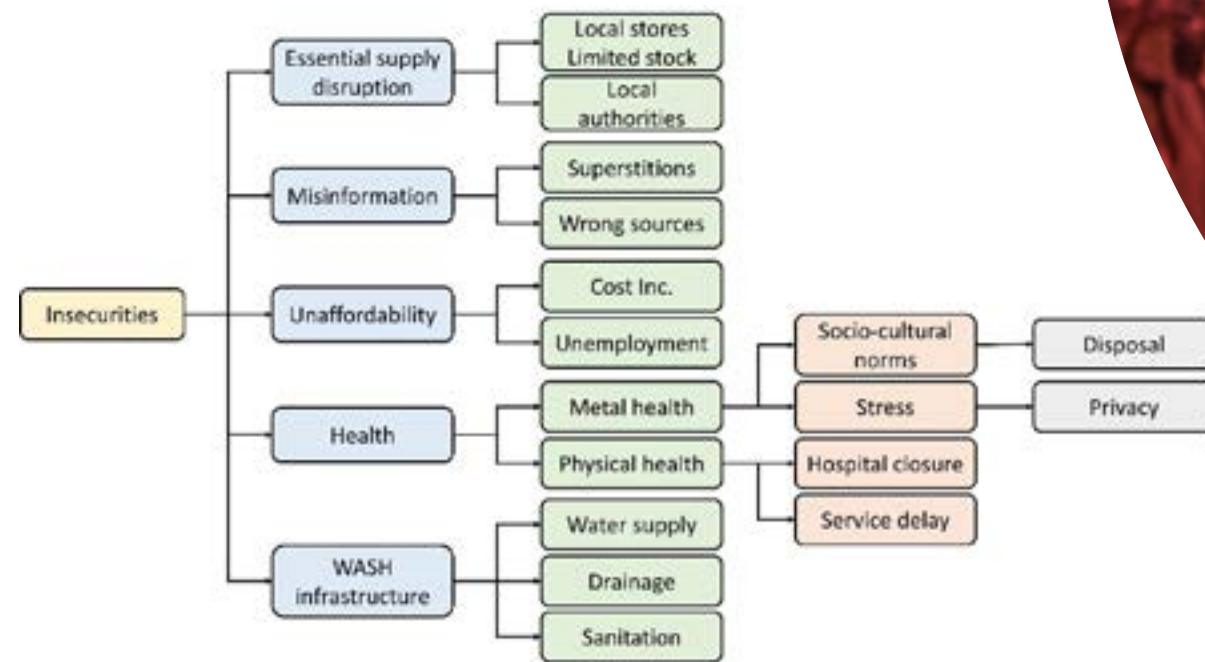 Insecurities
Essential supply
disruption
Local stores
Limited stock
Local
authorities
Misinformation
Superstitions
Wrong sources
Unaffordability
Cost Inc.
Unemployment
Health
Metal health
Socio-cultural
norms
Disposal
Stress
Privacy
Physical health
Hospital closure
Service delay
WASH
infrastructure
Water supply
Drainage
Sanitation